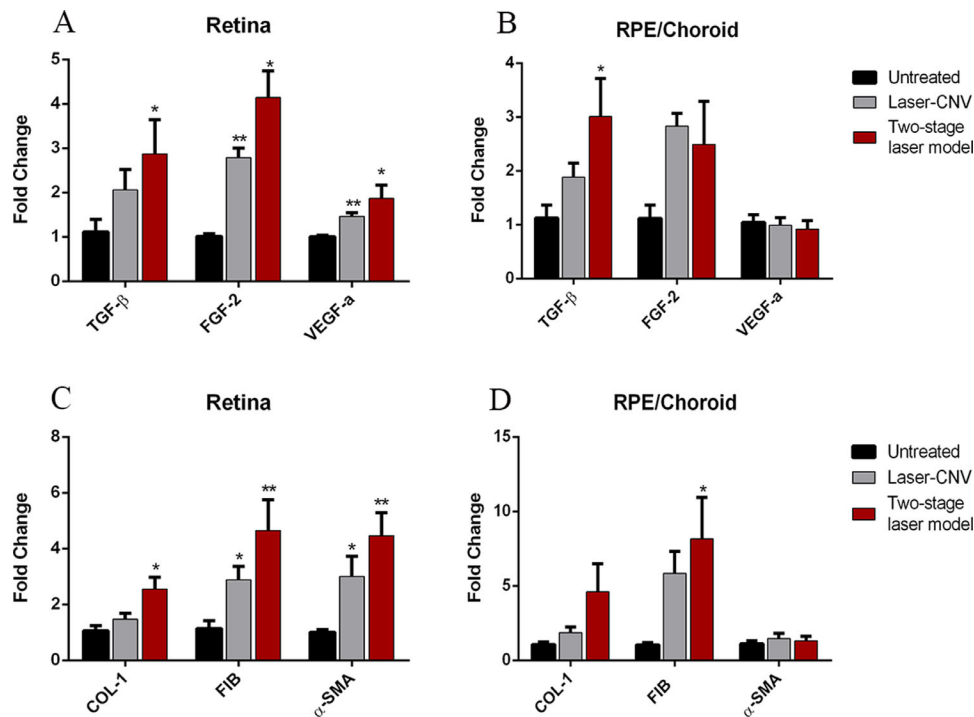 A
Retina
Fold Change
5
4
3
2
1
0
*
**
*
**
*
TGF-β
FGF-2
VEGF-a
B
RPE/Choroid
Fold Change
4
3
2
1
0
*
TGF-β
FGF-2
VEGF-a
Untreated
Laser-CNV
Two-stage
laser model
C
Retina
Fold Change
8
6
4
2
0
*
*
**
*
**
COL-1
FIB
α-SMA
D
RPE/Choroid
Fold Change
15
10
5
0
*
COL-1
FIB
α-SMA
Untreated
Laser-CNV
Two-stage
laser model